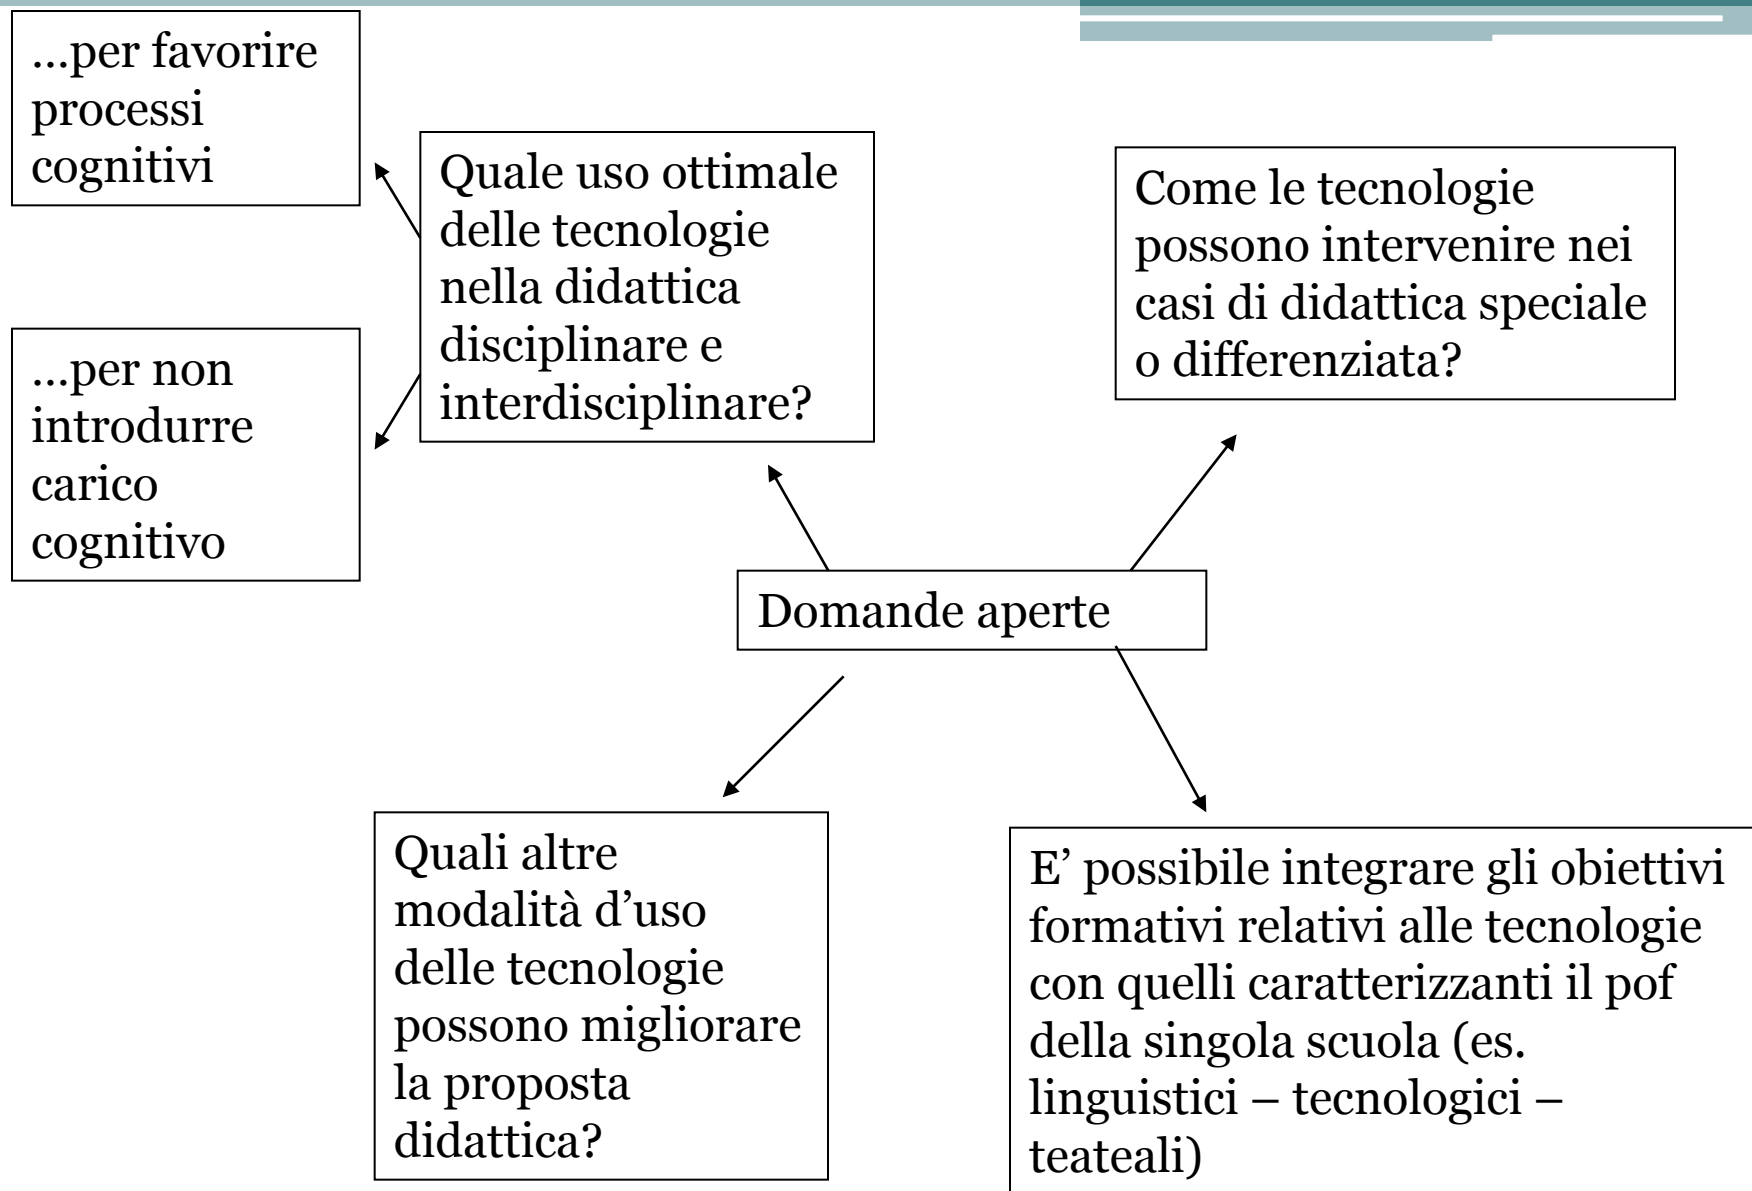 ...per favorire
processi
cognitivi
...per non
introdurre
carico
cognitivo
Quale uso ottimale
delle tecnologie
nella didattica
disciplinare e
interdisciplinare?
Come le tecnologie
possono intervenire nei
casi di didattica speciale
o differenziata?
Domande aperte
Quali altre
modalità d’uso
delle tecnologie
possono migliorare
la proposta
didattica?
E’ possibile integrare gli obiettivi
formativi relativi alle tecnologie
con quelli caratterizzanti il pof
della singola scuola (es.
linguistici – tecnologici –
teateali)